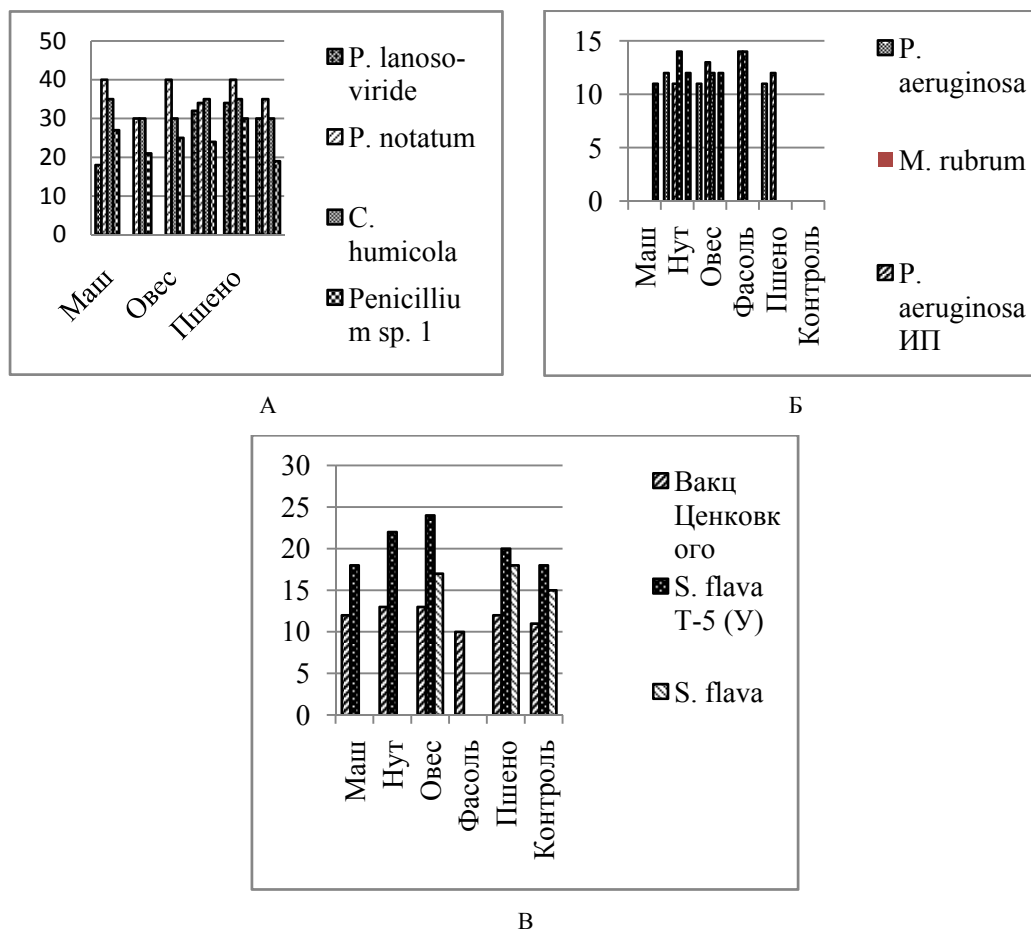 50
40
30
20
10
0
Маш
Овес
Пшено
P. lanoso-
viride
P. notatum
C.
humicola
Penicilliu
m sp. 1
А
15
10
5
0
Маш
Нут
Овес
Фасоль
Пшено
Контроль
P.
aeruginosa
M. rubrum
P.
aeruginosa
ИП
Б
30
25
20
15
10
5
0
Маш
Нут
Овес
Фасоль
Пшено
Контроль
Вакц
Ценковк
ого
S. flava
Т-5 (У)
S. flava
В